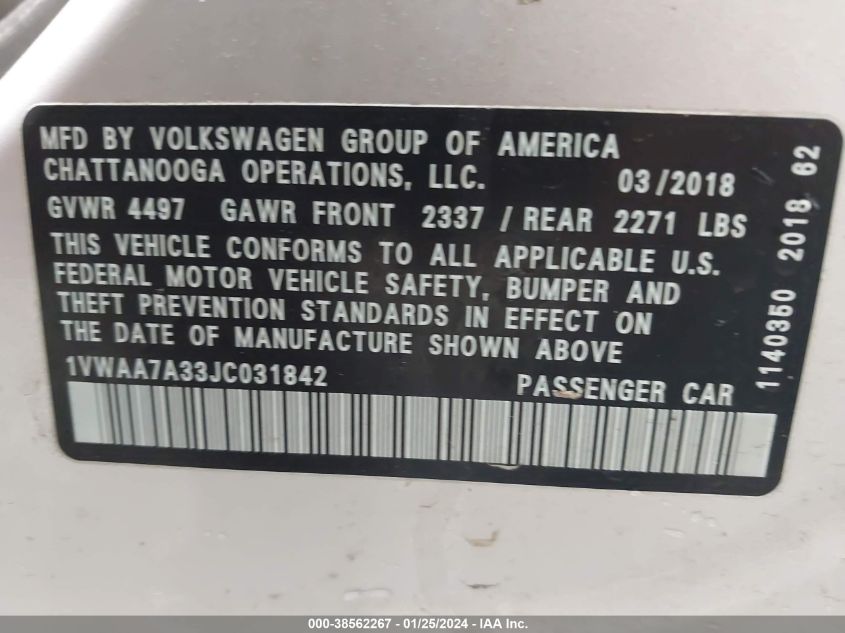 MFD BY VOLKSWAGEN GROUP OF AMERICA
CHATTANOOGA OPERATIONS, LLC. 03/2018
GVWR 4497 GAWR FRONT 2337 / REAR 2271 LBS
THIS VEHICLE CONFORMS TO ALL APPLICABLE U.S.
FEDERAL MOTOR VEHICLE SAFETY, BUMPER AND
THEFT PREVENTION STANDARDS IN EFFECT ON
THE DATE OF MANUFACTURE SHOWN ABOVE
1VWAA7A33JC031842 PASSENGER CAR
1140350 2018 62
000-38562267 - 01/25/2024 - IAA Inc.